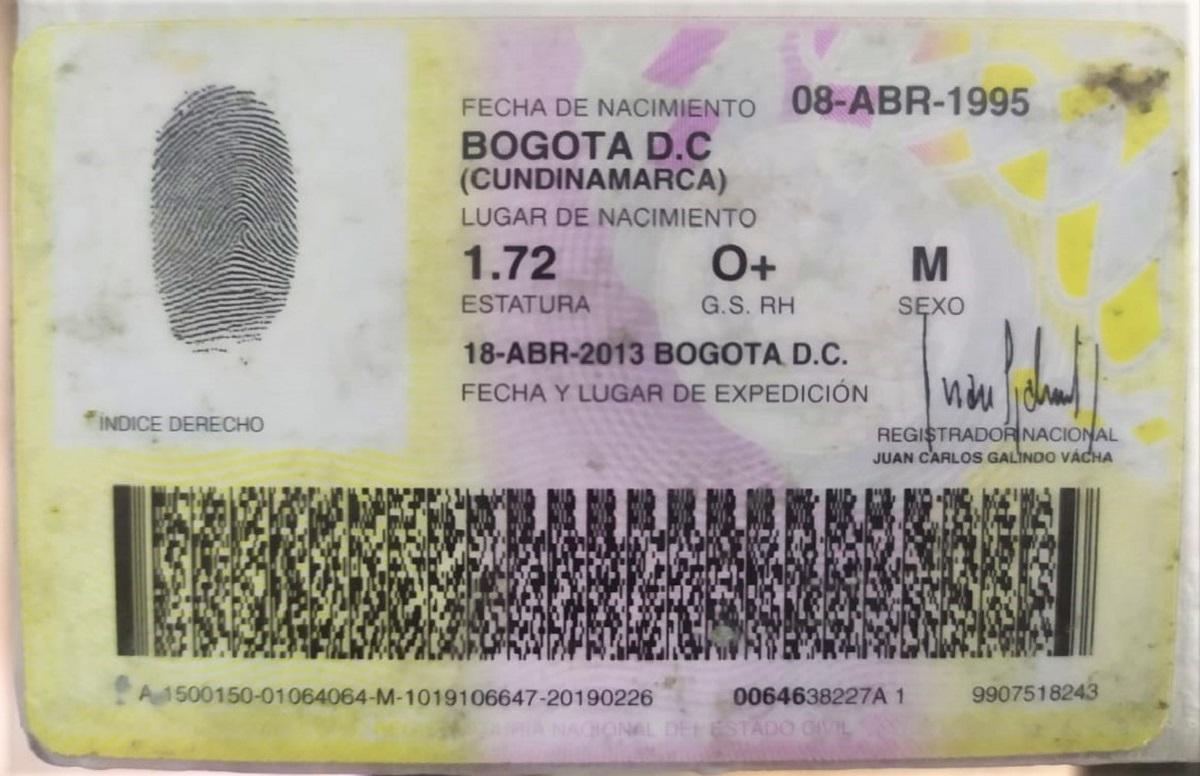 FECHA DE NACIMIENTO 08-ABR-1995
BOGOTA D.C
(CUNDINAMARCA)
LUGAR DE NACIMIENTO
1.72 O+ M
ESTATURA G.S. RH SEXO
18-ABR-2013 BOGOTA D.C.
FECHA Y LUGAR DE EXPEDICIÓN
INDICE DERECHO
REGISTRADOR NACIONAL
JUAN CARLOS GALINDO VÁCHA
A-1500150-01064064-M-1019106647-20190226 0064638227A 1 9907518243
NACIONAL DEL ESTADO CIVIL